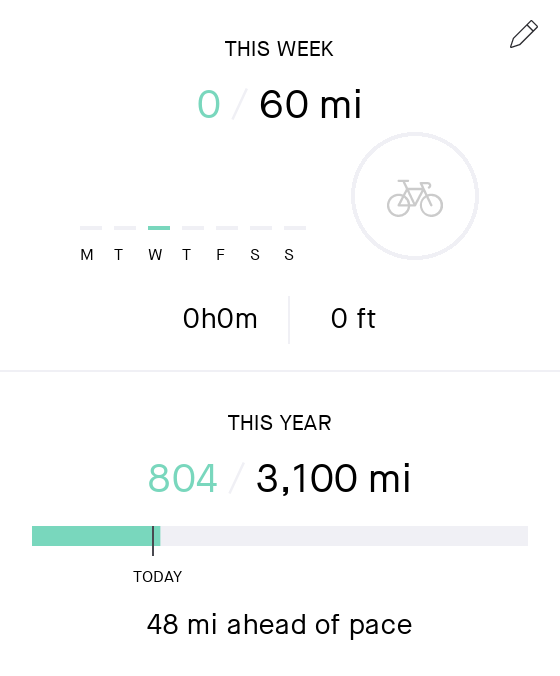 THIS WEEK
0 / 60 mi
M T W T F S S
0h0m 0 ft
THIS YEAR
804 / 3,100 mi
TODAY
48 mi ahead of pace